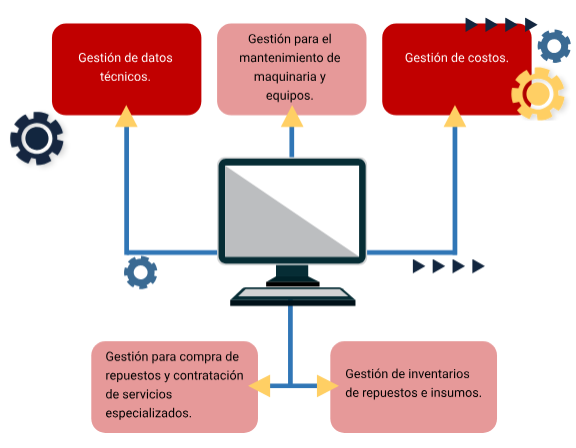 Gestión de datos
técnicos.
Gestión para el
mantenimiento de
maquinaria y
equipos.
Gestión de costos.
Gestión para compra de
repuestos y contratación
de servicios
especializados.
Gestión de inventarios
de repuestos e insumos.